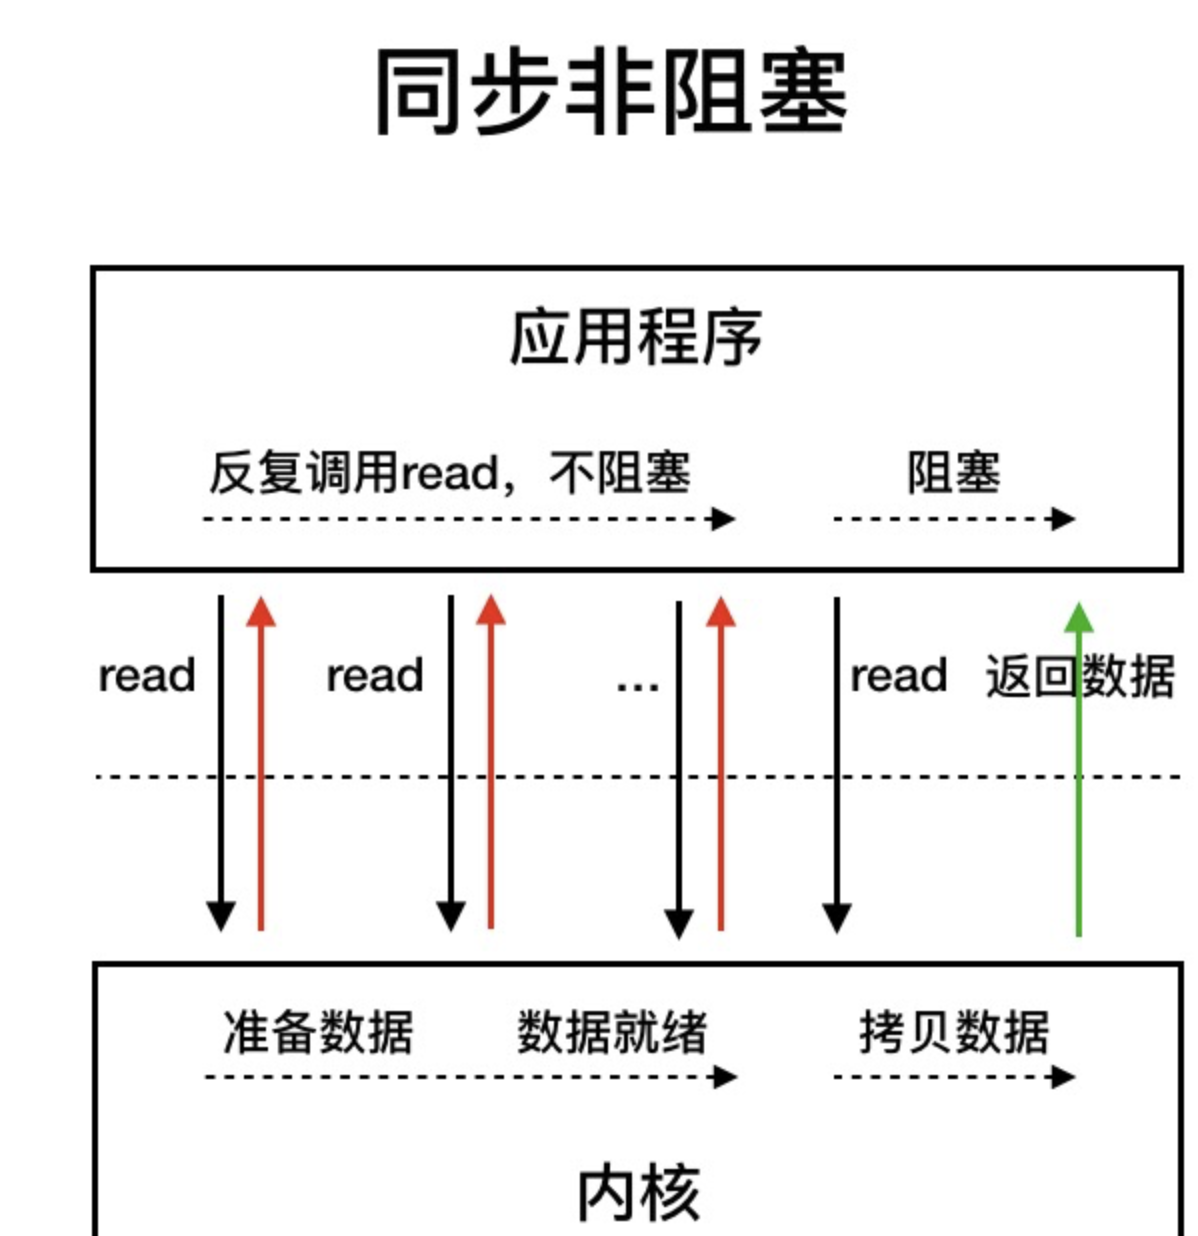 同步非阻塞
应用程序
反复调用read，不阻塞
阻塞
read
read
...
read
返回数据
准备数据
数据就绪
拷贝数据
内核